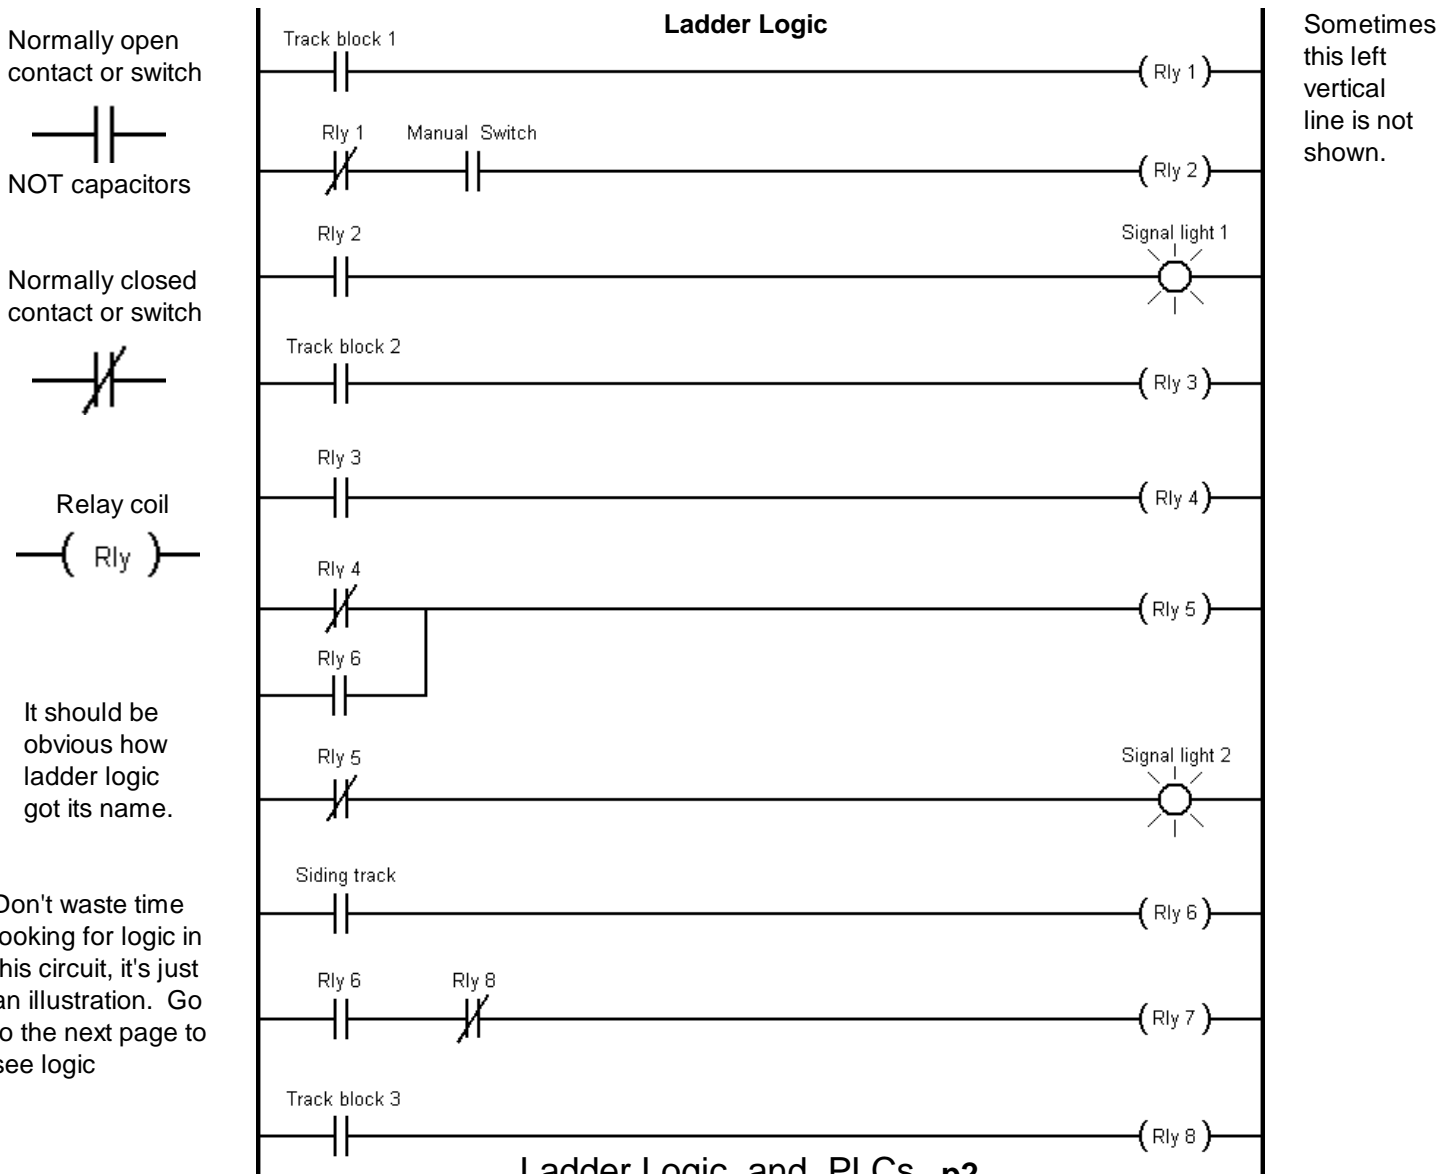 Normally open
contact or switch
NOT capacitors
Normally closed
contact or switch
Relay coil
Rly
It should be
obvious how
ladder logic
got its name.
Don't waste time
looking for logic in
this circuit, it's just
an illustration. Go
to the next page to
see logic
Ladder Logic
Track block 1
Rly 1
Rly 1 Manual Switch
Rly 2
Rly 2
Signal light 1
Track block 2
Rly 3
Rly 3
Rly 4
Rly 4
Rly 5
Rly 6
Rly 5
Signal light 2
Siding track
Rly 6
Rly 6 Rly 8
Rly 7
Track block 3
Rly 8
Ladder Logic and PLCs p2
Sometimes
this left
vertical
line is not
shown.